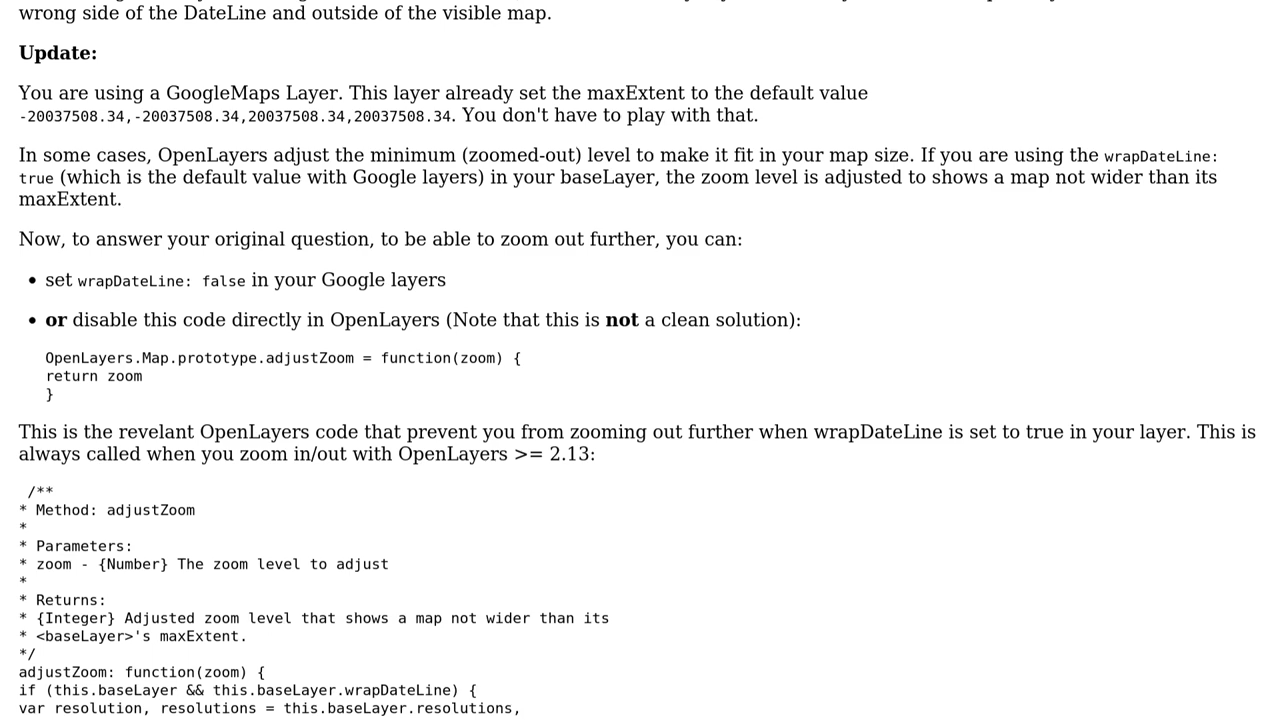 wrong side of the DateLine and outside of the visible map.
Update:
You are using a GoogleMaps Layer. This layer already set the maxExtent to the default value
-20037508.34,-20037508.34,20037508.34,20037508.34. You don't have to play with that.
In some cases, OpenLayers adjust the minimum (zoomed-out) level to make it fit in your map size. If you are using the wrapDateLine:
true (which is the default value with Google layers) in your baseLayer, the zoom level is adjusted to shows a map not wider than its
maxExtent.
Now, to answer your original question, to be able to zoom out further, you can:
• set wrapDateLine: false in your Google layers
• or disable this code directly in OpenLayers (Note that this is not a clean solution):
OpenLayers.Map.prototype.adjustZoom = function(zoom) {
return zoom
}
This is the revelant OpenLayers code that prevent you from zooming out further when wrapDateLine is set to true in your layer. This is
always called when you zoom in/out with OpenLayers >= 2.13:
/**
* Method: adjustZoom
*
* Parameters:
* zoom - {Number} The zoom level to adjust
*
* Returns:
* {Integer} Adjusted zoom level that shows a map not wider than its
* <baseLayer>'s maxExtent.
*/
adjustZoom: function(zoom) {
if (this.baseLayer && this.baseLayer.wrapDateLine) {
var resolution, resolutions = this.baseLayer.resolutions,